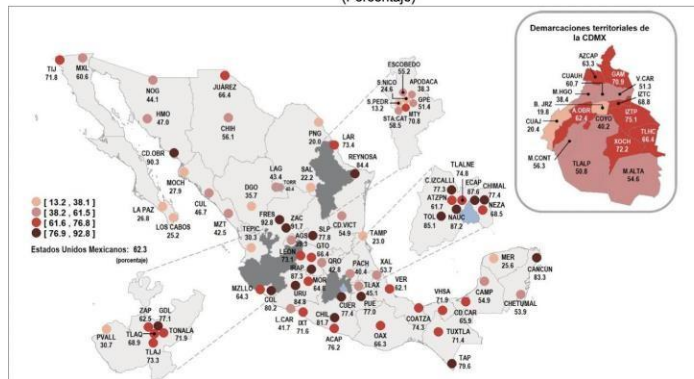 (Porcentaje)
Demarcaciones territoriales de
la CDMX
AZCAP
63.3
GAM
70.9
CUAUH
60.7
V.CAR
51.3
M.HGO
38.4
IZTC
68.8
B. JRZ
19.8
A.OBR
62.4
COYO
40.2
IZTP
75.1
CUAJ
20.4
TLHC
66.4
XOCH
72.2
M.CONT
56.3
TLALP
50.8
M.ALTA
54.6
TIJ
71.8
MXL
60.6
NOG
44.1
JUÁREZ
66.4
HMO
47.0
CHIH
56.1
CD.OBR
90.3
MOCH
27.9
LA PAZ
26.8
LOS CABOS
25.2
CUL
46.7
MZT
42.5
DGO
35.7
LAG
43.4
TORR
SAL
22.2
PNG
20.0
LAR
73.4
REYNOSA
84.4
ESCOBEDO
55.2
S.NICO
24.6
APODACA
38.3
S.PEDR
13.2
GPE
51.4
STA.CAT
58.5
MTY
70.8
FRES
92.8
ZAC
91.7
SLP
77.8
CD.VICT
54.9
TAMP
23.0
TEPIC
30.3
AGS
LEÓN
73.1
GTO
66.4
QRO
42.8
PACH
40.4
XAL
53.7
TLAX
45.1
VER
62.1
IRAP
87.3
MOR
URU
84.9
CUER
77.4
PUE
77.0
MZLLO
64.3
COL
80.2
L.CAR
41.7
IXT
71.6
CHIL
81.7
ACAP
76.2
OAX
66.3
COATZA
74.3
VHSA
71.9
CD.CAR
65.9
TUXTLA
71.4
TAP
79.6
CAMP
54.9
MER
25.6
CANCÚN
83.3
CHETUMAL
53.9
TLALNE
74.8
C.IZCALLI
77.3
ECAP
87.6
CHIMAL
77.4
ATZPN
61.7
NEZA
68.5
TOL
85.1
NAUC
87.2
[ 13.2 , 38.1 ]
[ 38.2 , 61.5 ]
[ 61.6 , 76.8 ]
[ 76.9 , 92.8 ]
Estados Unidos Mexicanos: 62.3
(porcentaje)
ZAP
62.5
GDL
77.1
PVALL
30.7
TLAQ
68.9
TONALA
71.9
TLAJ
73.3